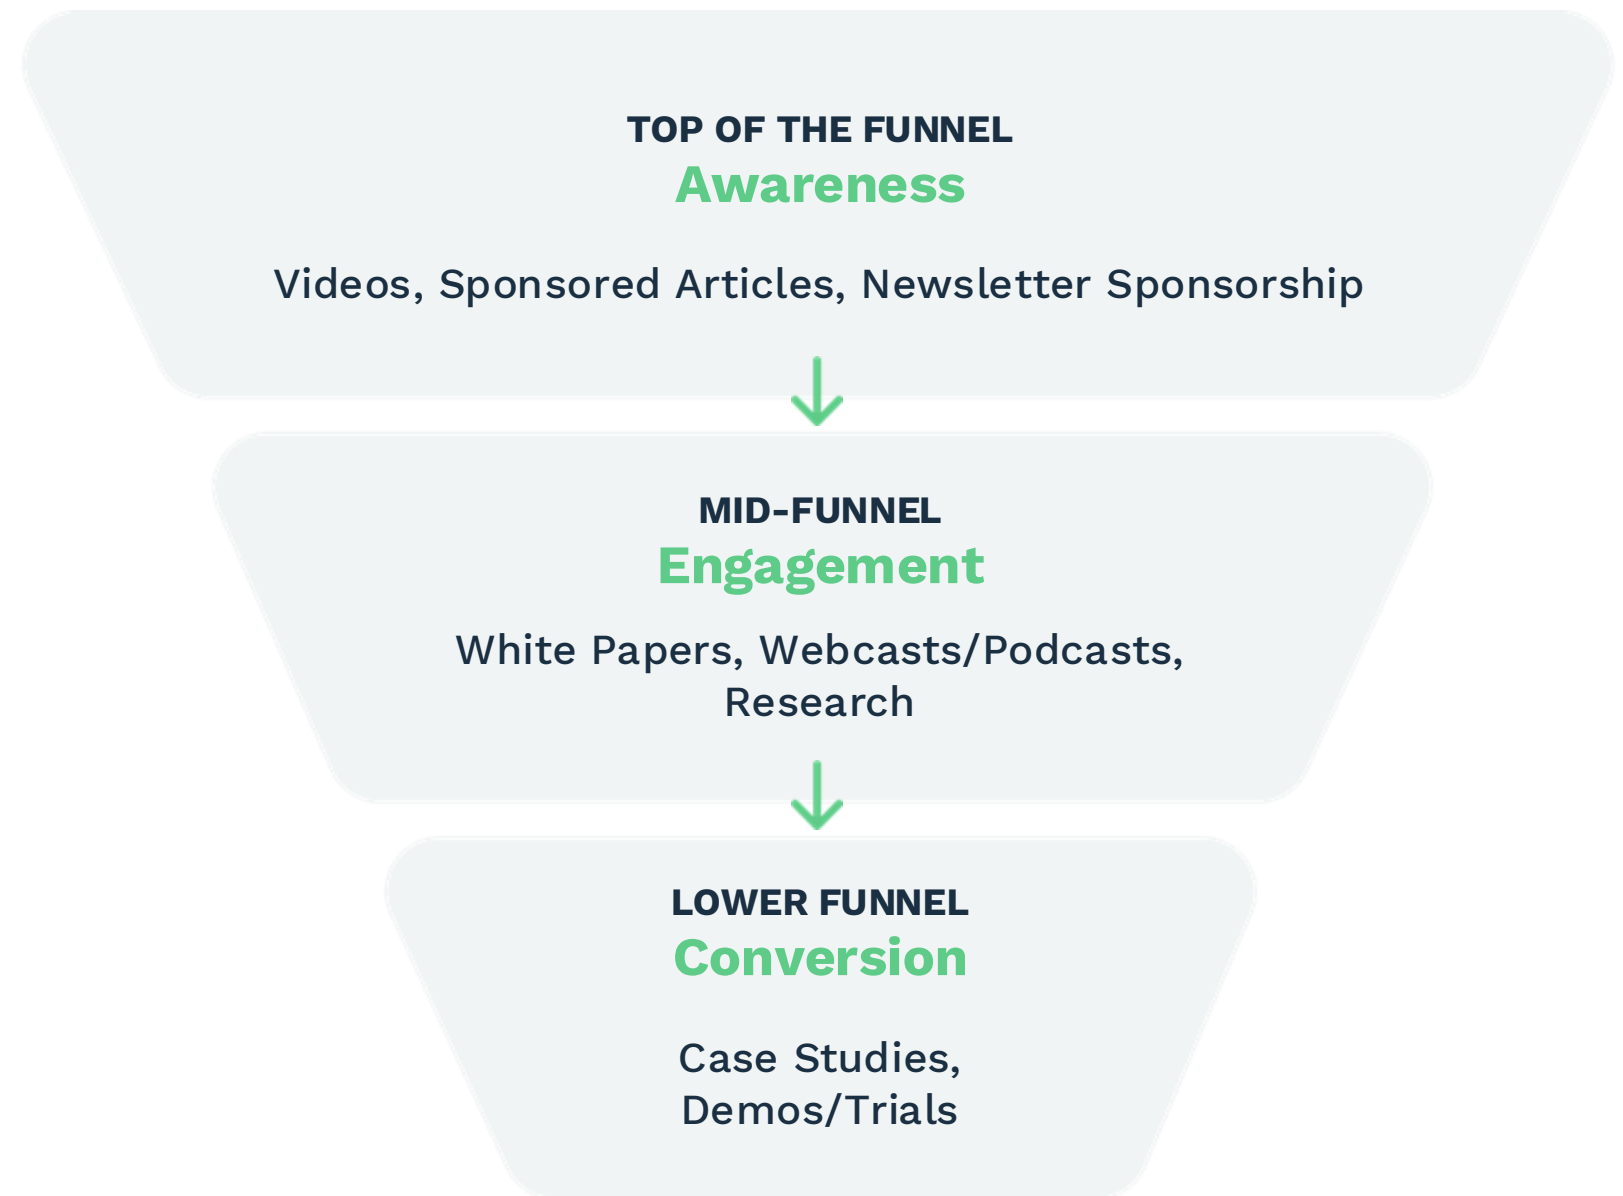 TOP OF THE FUNNEL
Awareness
Videos, Sponsored Articles, Newsletter Sponsorship
MID-FUNNEL
Engagement
White Papers, Webcasts/Podcasts,
Research
LOWER FUNNEL
Conversion
Case Studies,
Demos/Trials